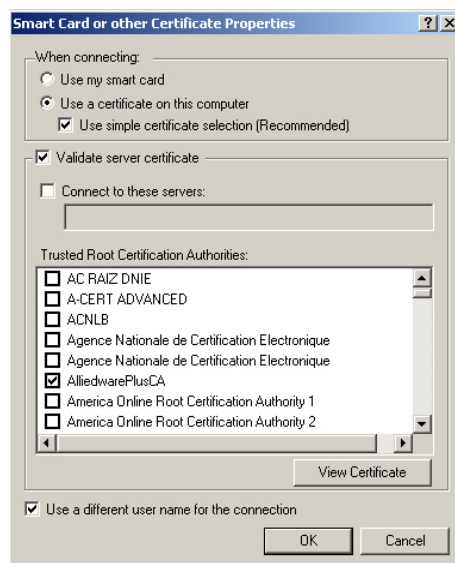 Smart Card or other Certificate Properties
When connecting:
Use my smart card
Use a certificate on this computer
Use simple certificate selection (Recommended)
Validate server certificate
Connect to these servers:
Trusted Root Certification Authorities:
AC RAIZ DNIE
A-CERT ADVANCED
ACNLB
Agence Nationale de Certification Electronique
Agence Nationale de Certification Electronique
AlliedwarePlusCA
America Online Root Certification Authority 1
America Online Root Certification Authority 2
View Certificate
Use a different user name for the connection
OK Cancel